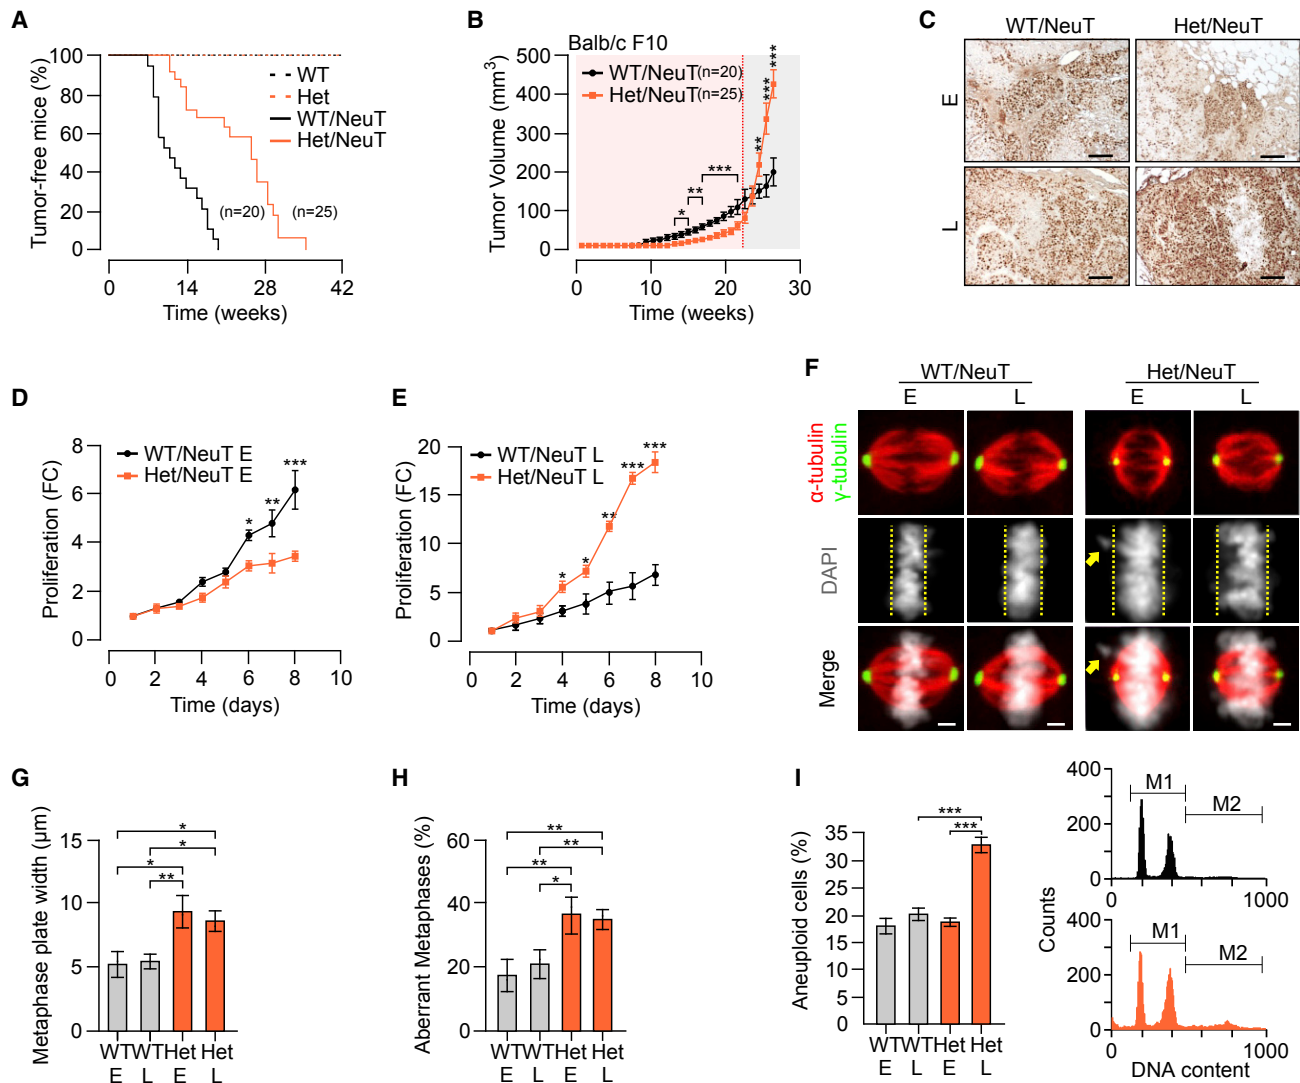 A
Tumor-free mice (%)
100
80
60
40
20
0
WT
Het
WT/NeuT
Het/NeuT
(n=20)
(n=25)
0 14 28 42
Time (weeks)
B
Balb/c F10
Tumor Volume (mm³)
500
400
300
200
100
0
WT/NeuT (n=20)
Het/NeuT (n=25)
*
**
***
**
***
***
0 10 20 30
Time (weeks)
C
WT/NeuT Het/NeuT
E
L
D
Proliferation (FC)
8
6
4
2
0
WT/NeuT E
Het/NeuT E
*
**
***
0 2 4 6 8 10
Time (days)
E
Proliferation (FC)
20
15
10
5
0
WT/NeuT L
Het/NeuT L
*
*
**
***
***
0 2 4 6 8 10
Time (days)
F
WT/NeuT Het/NeuT
E L E L
α-tubulin
γ-tubulin
DAPI
Merge
G
Metaphase plate width (µm)
15
10
5
0
*
*
*
**
WT WT Het Het
E L E L
H
Aberrant Metaphases (%)
60
40
20
0
**
**
**
*
WT WT Het Het
E L E L
I
Aneuploid cells (%)
35
30
25
20
15
10
5
0
***
***
WT WT Het Het
E L E L
Counts
400
200
0
M1
M2
0 1000
400
200
0
M1
M2
0 1000
DNA content